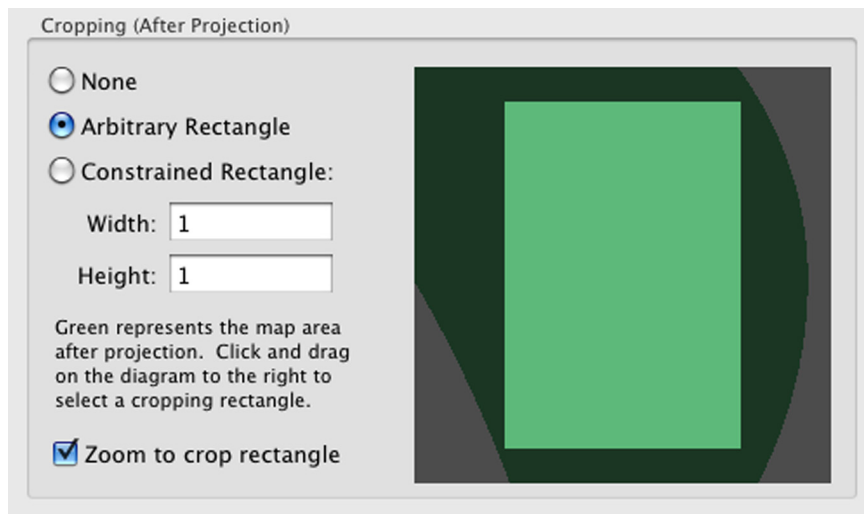 Cropping (After Projection)
None
Arbitrary Rectangle
Constrained Rectangle:
Width: 1
Height: 1
Green represents the map area
after projection.  Click and drag
on the diagram to the right to
select a cropping rectangle.
Zoom to crop rectangle